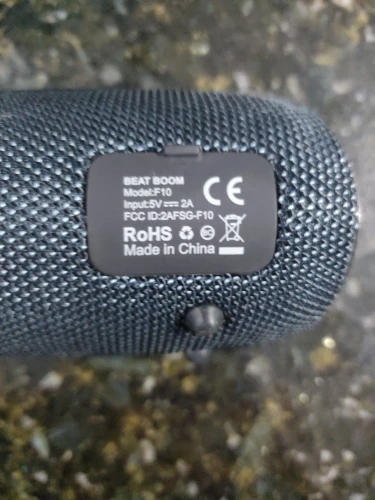 BEAT BOOM
Model:F10
Input:5V⎓2A
FCC ID:2AFSG-F10
RoHS
Made in China
CE